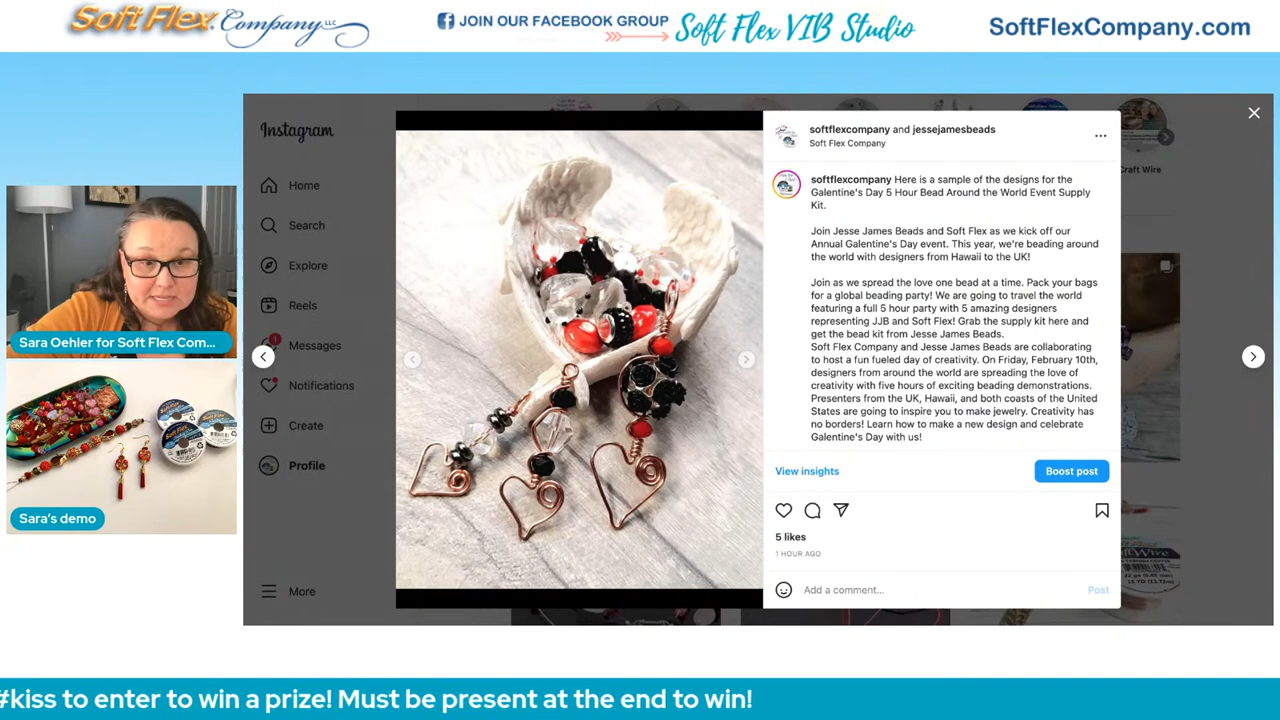 Soft Flex Company LLC
JOIN OUR FACEBOOK GROUP
Soft Flex VIB Studio
SoftFlexCompany.com
Instagram
Home
Search
Explore
Reels
1
Messages
Notifications
Create
Profile
More
softflexcompany and jessejamesbeads
Soft Flex Company
softflexcompany Here is a sample of the designs for the
Galentine's Day 5 Hour Bead Around the World Event Supply
Kit.
Join Jesse James Beads and Soft Flex as we kick off our
Annual Galentine's Day event. This year, we're beading around
the world with designers from Hawaii to the UK!
Join as we spread the love one bead at a time. Pack your bags
for a global beading party! We are going to travel the world
featuring a full 5 hour party with 5 amazing designers
representing JJB and Soft Flex! Grab the supply kit here and
get the bead kit from Jesse James Beads.
Soft Flex Company and Jesse James Beads are collaborating
to host a fun fueled day of creativity. On Friday, February 10th,
designers from around the world are spreading the love of
creativity with five hours of exciting beading demonstrations.
Presenters from the UK, Hawaii, and both coasts of the United
States are going to inspire you to make jewelry. Creativity has
no borders! Learn how to make a new design and celebrate
Galentine's Day with us!
View insights
Boost post
5 likes
1 HOUR AGO
Add a comment...
Post
Craft Wire
Sara Oehler for Soft Flex Com...
Soft Flex
Sara's demo
#kiss to enter to win a prize! Must be present at the end to win!